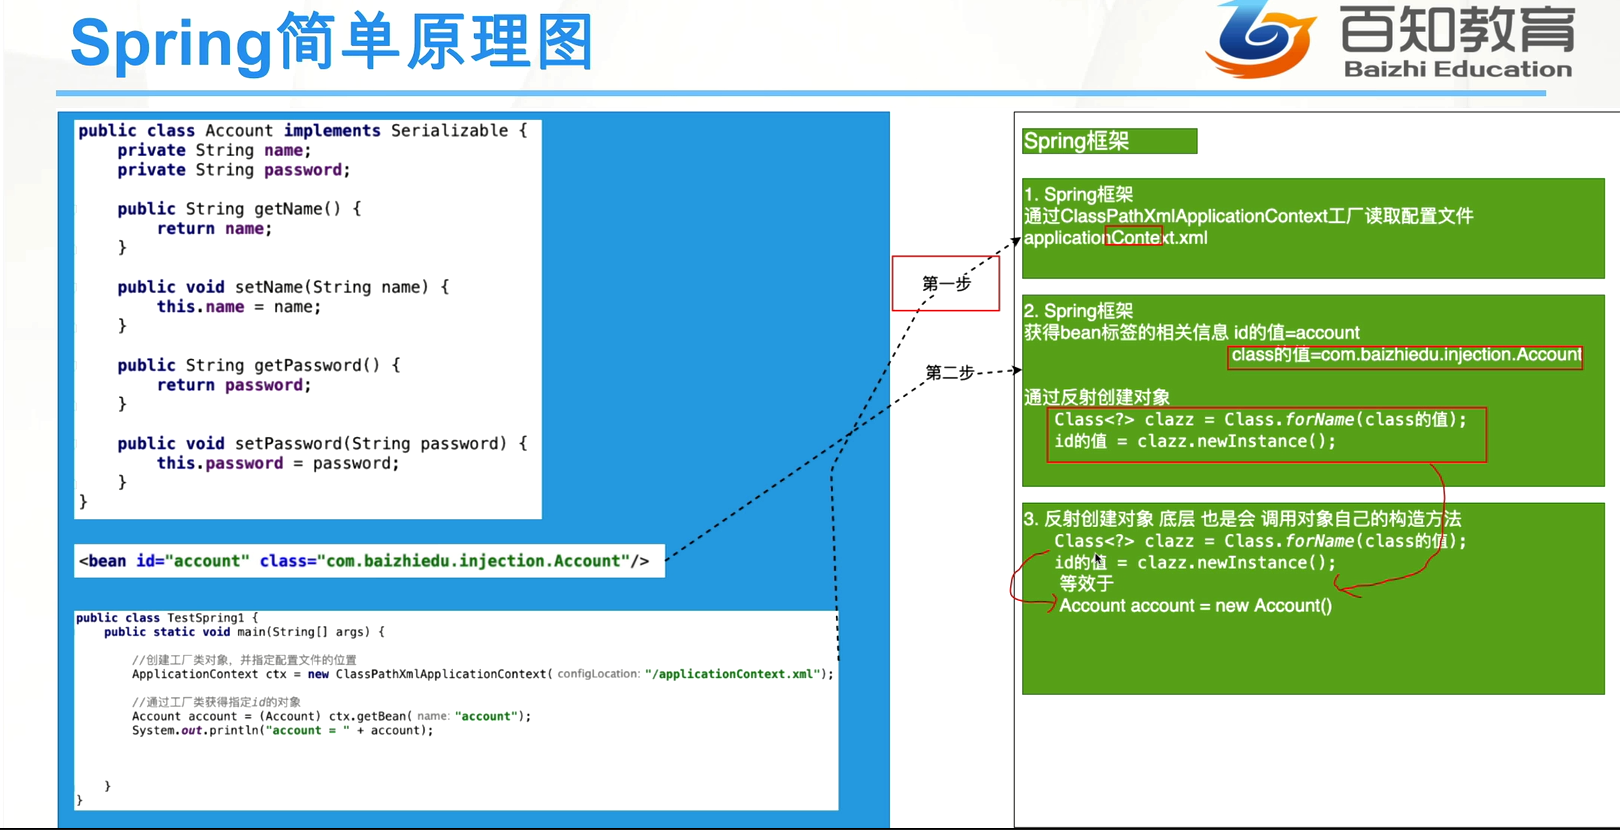 Spring简单原理图
百知教育
Baizhi Education
public class Account implements Serializable {
    private String name;
    private String password;
    public String getName() {
        return name;
    }
    public void setName(String name) {
        this.name = name;
    }
    public String getPassword() {
        return password;
    }
    public void setPassword(String password) {
        this.password = password;
    }
}
<bean id="account" class="com.baizhiedu.injection.Account"/>
public class TestSpring1 {
    public static void main(String[] args) {
        //创建工厂类对象，并指定配置文件的位置
        ApplicationContext ctx = new ClassPathXmlApplicationContext( configLocation: "/applicationContext.xml");
        //通过工厂类获得指定id的对象
        Account account = (Account) ctx.getBean( name: "account");
        System.out.println("account = " + account);
    }
}
第一步
第二步
Spring框架
1. Spring框架
通过ClassPathXmlApplicationContext工厂读取配置文件
applicationContext.xml
2. Spring框架
获得bean标签的相关信息 id的值=account
class的值=com.baizhiedu.injection.Account
通过反射创建对象
Class<?> clazz = Class.forName(class的值);
id的值 = clazz.newInstance();
3. 反射创建对象 底层 也是会 调用对象自己的构造方法
Class<?> clazz = Class.forName(class的值);
id的值 = clazz.newInstance();
等效于
Account account = new Account()